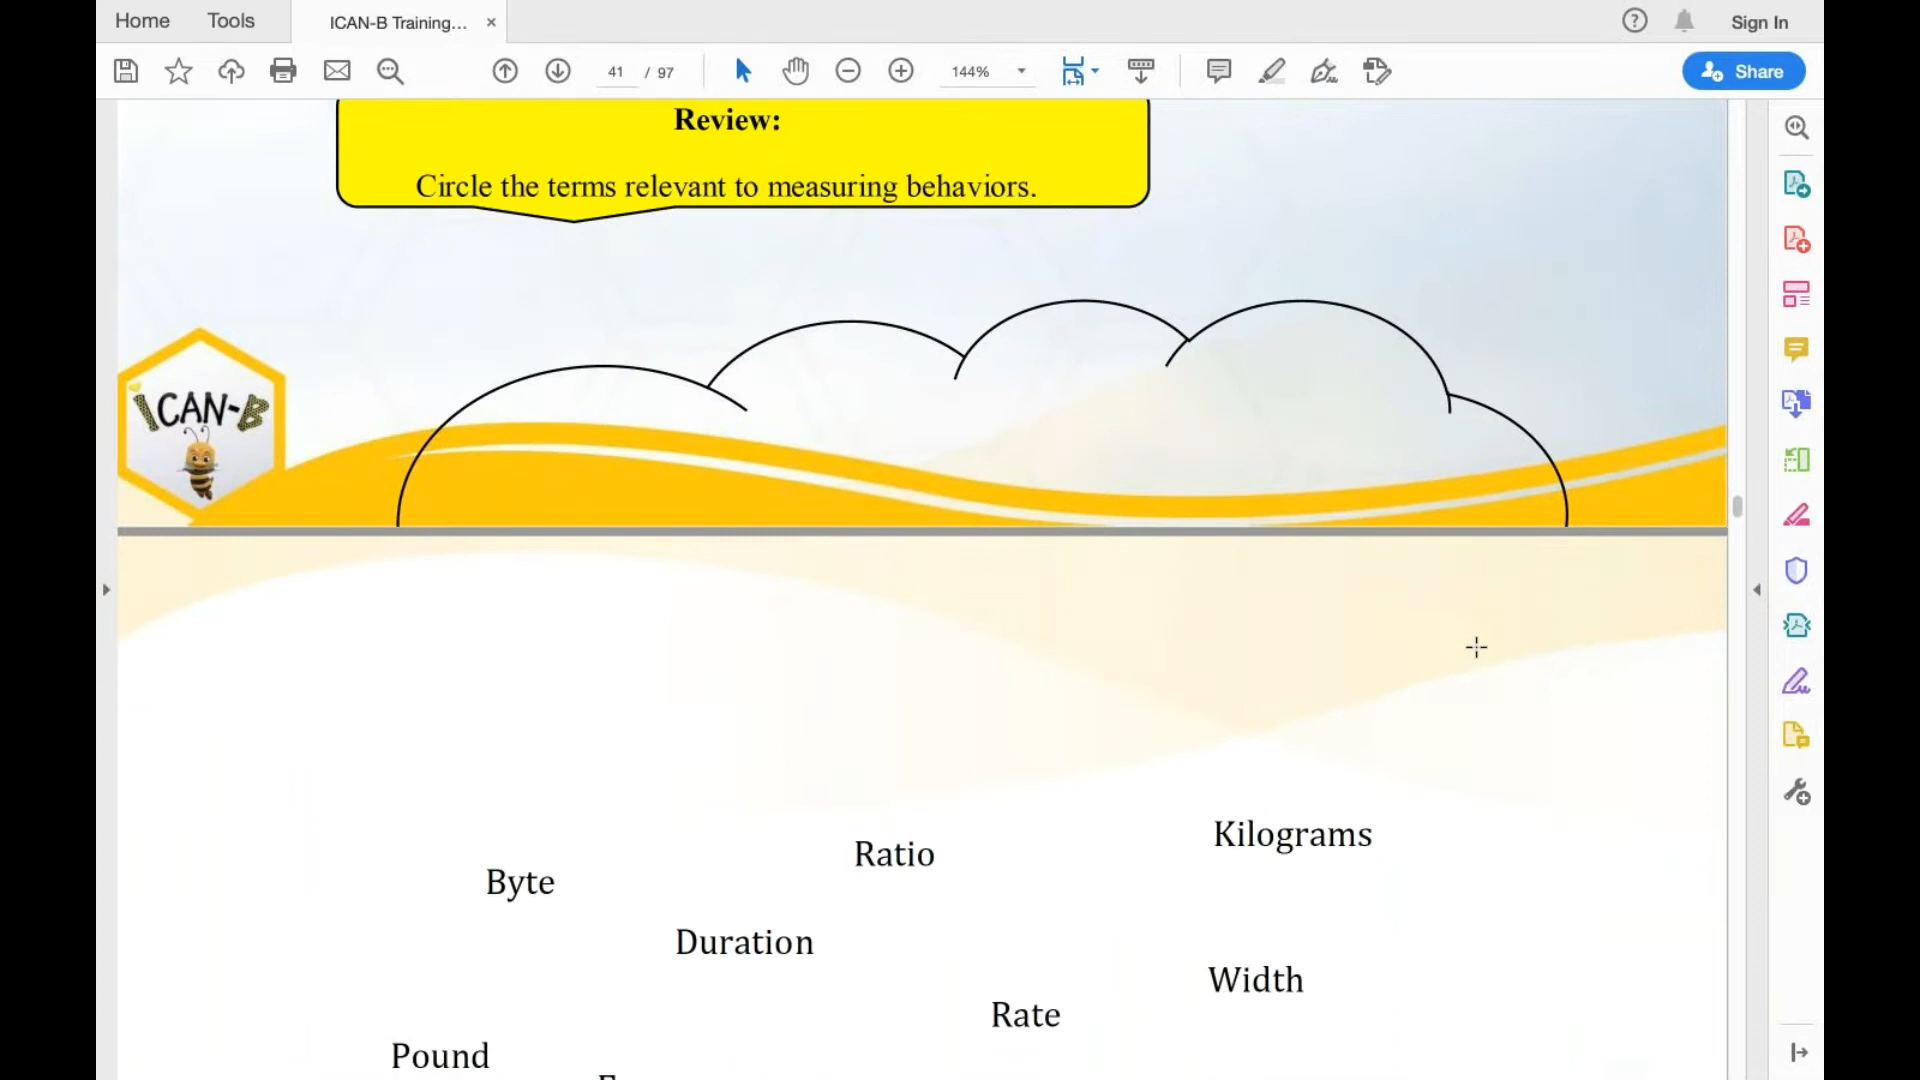 Home Tools ICAN-B Training... × Sign In
41 / 97 144% Share
Review:
Circle the terms relevant to measuring behaviors.
ICAN-B
Kilograms
Ratio
Byte
Duration
Width
Rate
Pound